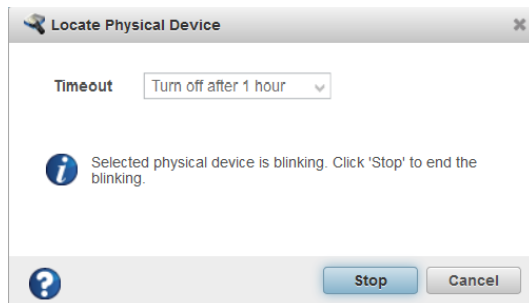 Locate Physical Device
Timeout Turn off after 1 hour
Selected physical device is blinking. Click 'Stop' to end the
blinking.
Stop Cancel